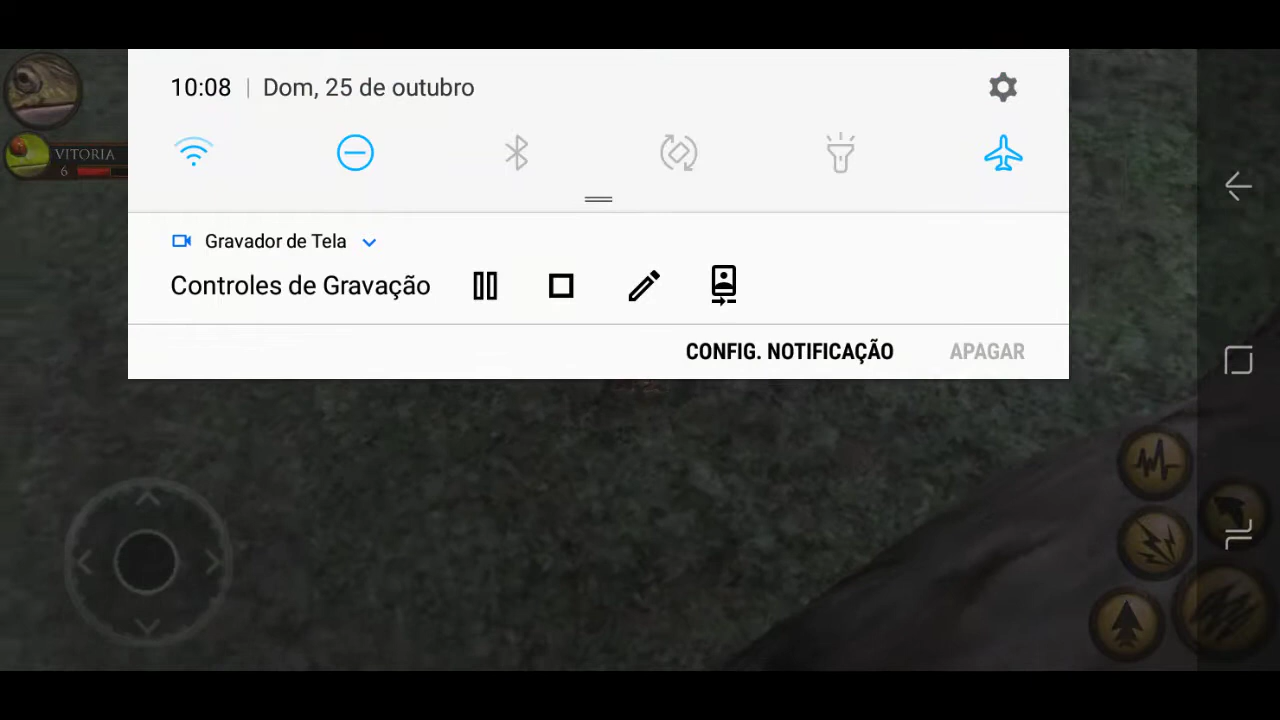 10:08 | Dom, 25 de outubro
VITORIA
6
Gravador de Tela
Controles de Gravação
CONFIG. NOTIFICAÇÃO APAGAR